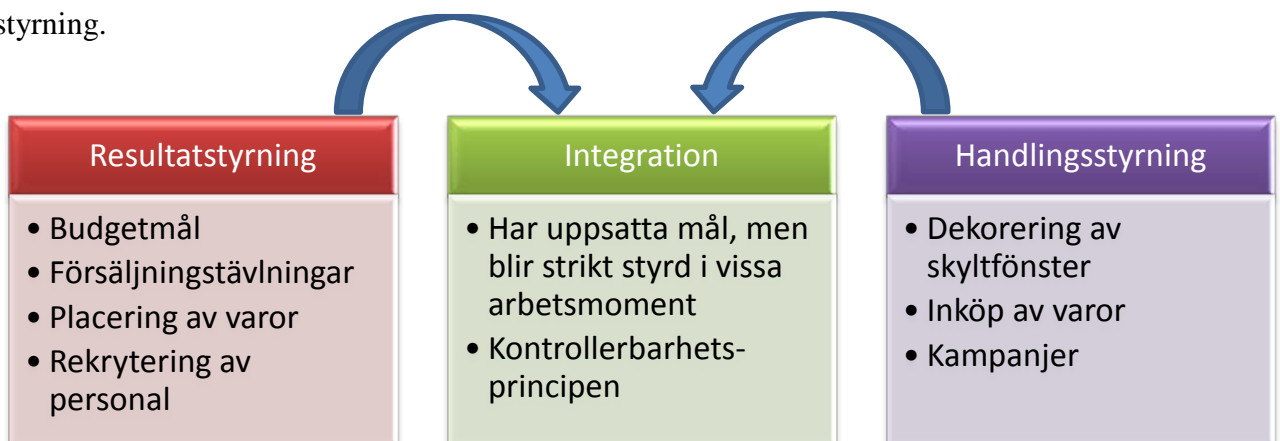 styrning.
Resultatstyrning
• Budgetmål
• Försäljningstävlningar
• Placering av varor
• Rekrytering av
personal
Integration
• Har uppsatta mål, men
blir strikt styrd i vissa
arbetsmoment
• Kontrollerbarhets-
principen
Handlingsstyrning
• Dekorering av
skyltfönster
• Inköp av varor
• Kampanjer